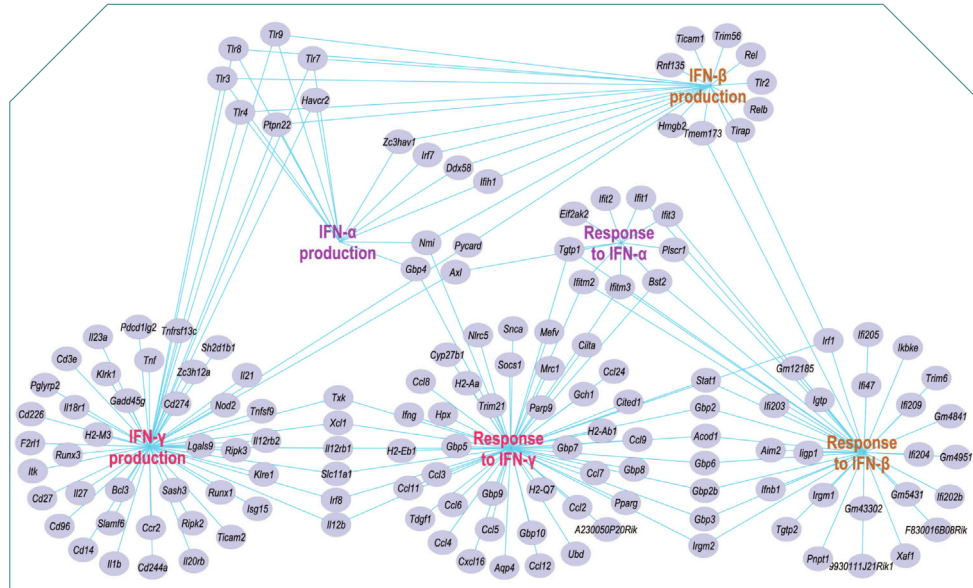 Tlr9
Tlr8
Tlr7
Tlr3
Havcr2
Tlr4
Ptpn22
Ticam1
Trim56
Rel
Rnf135
IFN-β
production
Tlr2
Relb
Hmgb2
Tmem173
Tirap
Zc3hav1
Irf7
Ddx58
Ifih1
IFN-α
production
Nmi
Pycard
Gbp4
Axl
Ifit2
Ifit1
Eif2ak2
Ifit3
Response
to IFN-α
Tgtp1
Plscr1
Ifitm2
Ifitm3
Bst2
Pdcd1lg2
Tnfrsf13c
Il23a
Sh2d1b1
Cd3e
Tnf
Klrk1
Zc3h12a
Il21
Pglyrp2
Gadd45g
Cd274
Nod2
Tnfsf9
Cd226
Il18r1
H2-M3
IFN-γ
production
Lgals9
Il12rb2
F2rl1
Runx3
Ripk3
Itk
Klre1
Cd27
Il27
Bcl3
Sash3
Runx1
Isg15
Cd96
Slamf6
Ccr2
Ripk2
Ticam2
Cd14
Il1b
Cd244a
Il20rb
Txk
Xcl1
Il12rb1
Slc11a1
Irf8
Il12b
Nlrc5
Snca
Mefv
Ciita
Cyp27b1
Socs1
Mrc1
Ccl24
Ccl8
H2-Aa
Gch1
Ifng
Hpx
Trim21
Parp9
Cited1
H2-Eb1
Gbp5
Response
to IFN-γ
Gbp7
H2-Ab1
Ccl9
Ccl11
Ccl3
Ccl7
Gbp8
Ccl6
Gbp9
H2-Q7
Pparg
Tdgf1
Ccl5
Gbp10
Ccl2
A230050P20Rik
Ccl4
Cxcl16
Aqp4
Ccl12
Ubd
Irf1
Ifi205
Ikbke
Gm12185
Stat1
Ifi47
Trim6
Gbp2
Ifi203
Igtp
Ifi209
Gm4841
Acod1
Aim2
Iigp1
Response
to IFN-β
Ifi204
Gm4951
Gbp6
Gbp2b
Ifnb1
Irgm1
Gm5431
Ifi202b
Gbp3
Tgtp2
Gm43302
F830016B08Rik
Irgm2
Pnpt1
9930111J21Rik1
Xaf1